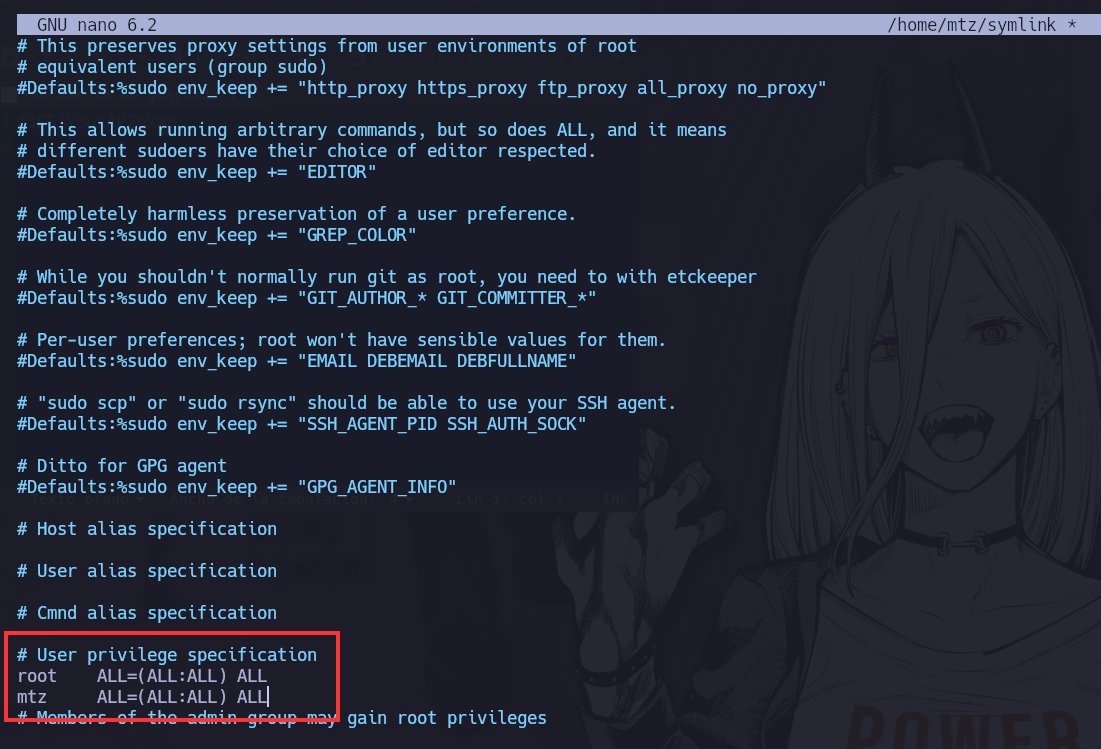 GNU nano 6.2 /home/mtz/symlink *
# This preserves proxy settings from user environments of root
# equivalent users (group sudo)
#Defaults:%sudo env_keep += "http_proxy https_proxy ftp_proxy all_proxy no_proxy"
# This allows running arbitrary commands, but so does ALL, and it means
# different sudoers have their choice of editor respected.
#Defaults:%sudo env_keep += "EDITOR"
# Completely harmless preservation of a user preference.
#Defaults:%sudo env_keep += "GREP_COLOR"
# While you shouldn't normally run git as root, you need to with etckeeper
#Defaults:%sudo env_keep += "GIT_AUTHOR_* GIT_COMMITTER_*"
# Per-user preferences; root won't have sensible values for them.
#Defaults:%sudo env_keep += "EMAIL DEBEMAIL DEBFULLNAME"
# "sudo scp" or "sudo rsync" should be able to use your SSH agent.
#Defaults:%sudo env_keep += "SSH_AGENT_PID SSH_AUTH_SOCK"
# Ditto for GPG agent
#Defaults:%sudo env_keep += "GPG_AGENT_INFO"
Lin 1, col 1 INS
# Host alias specification
# User alias specification
# Cmnd alias specification
# User privilege specification
root ALL=(ALL:ALL) ALL
mtz ALL=(ALL:ALL) ALL
# Members of the admin group may gain root privileges
POWER